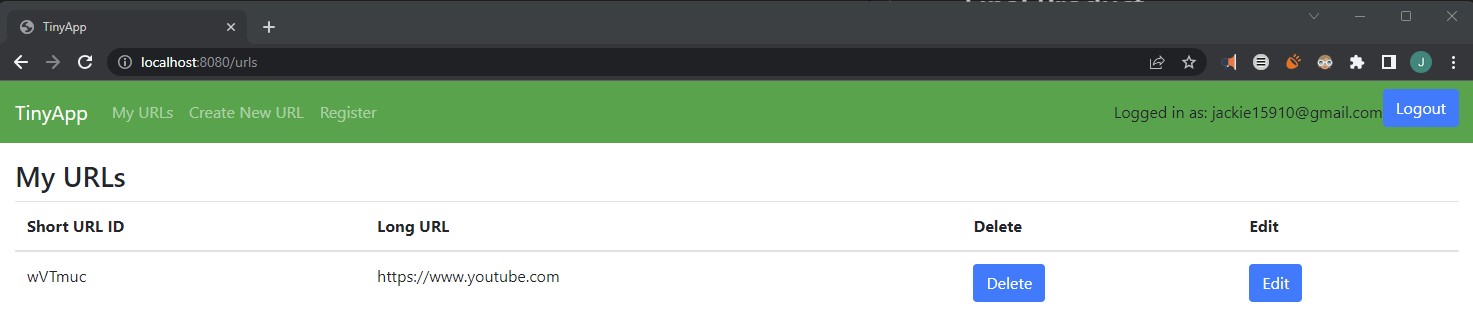 TinyApp
localhost:8080/urls
J
TinyApp My URLs Create New URL Register Logged in as: jackie15910@gmail.com Logout
My URLs
Short URL ID Long URL Delete Edit
wVTmuc https://www.youtube.com Delete Edit